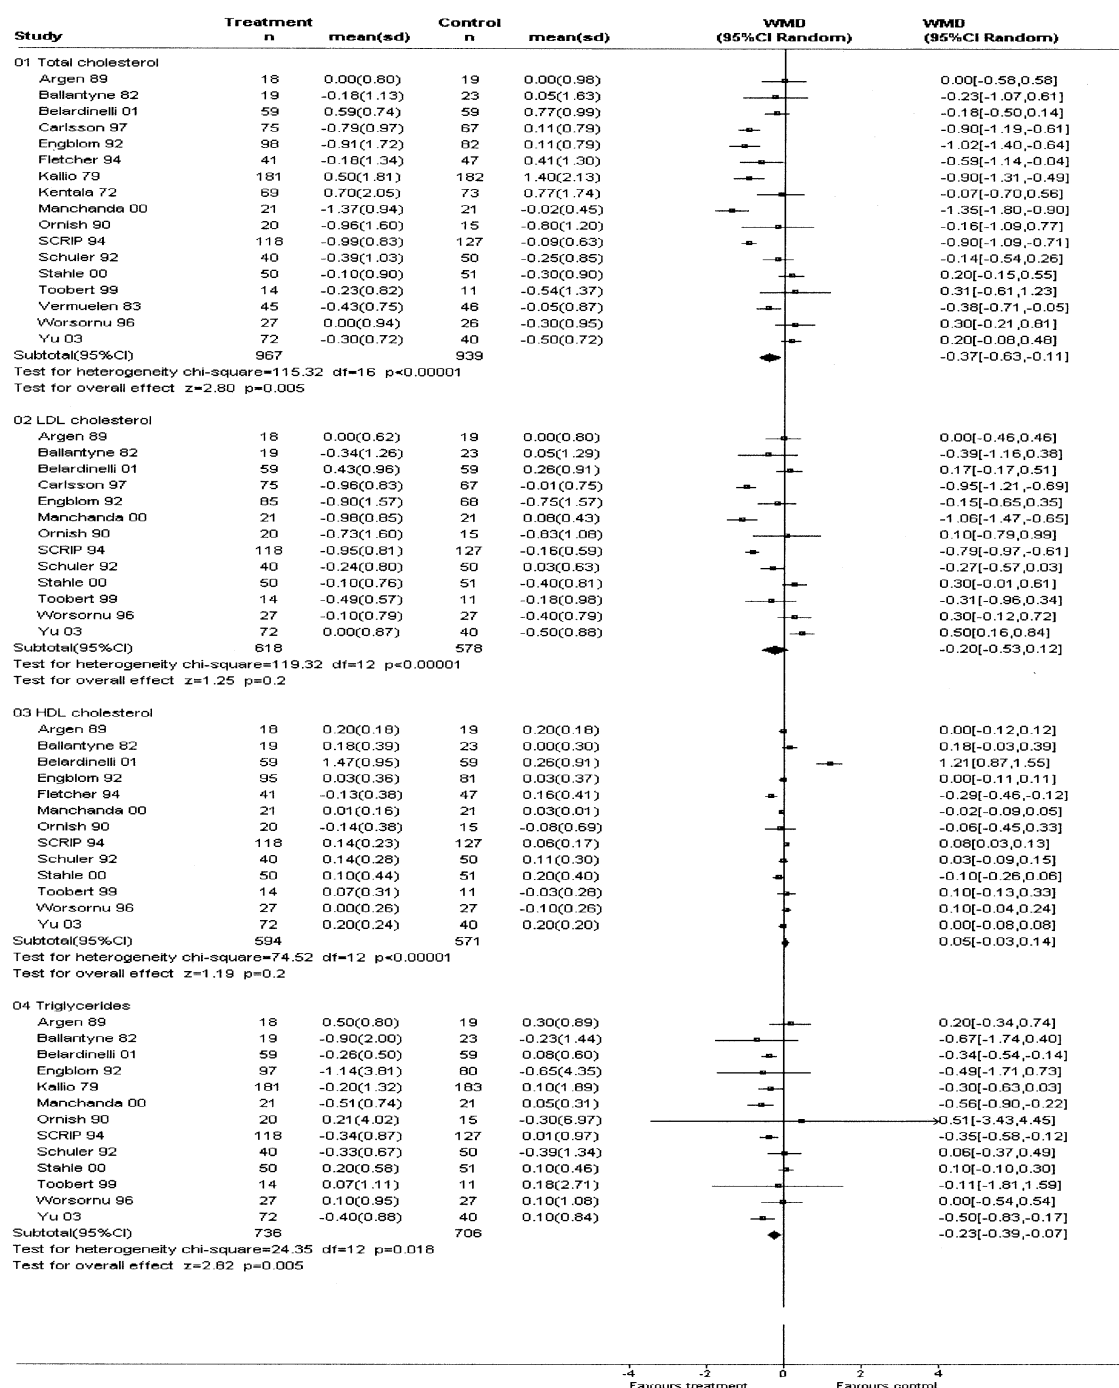 Treatment Control WMD WMD
Study n mean(sd) n mean(sd) (95%CI Random) (95%CI Random)
01 Total cholesterol
Argen 89 18 0.00(0.80) 19 0.00(0.98) 0.00[-0.58,0.58]
Ballantyne 82 19 -0.18(1.13) 23 0.05(1.63) -0.23[-1.07,0.61]
Belardinelli 01 59 0.59(0.74) 59 0.77(0.99) -0.18[-0.50,0.14]
Carlsson 97 75 -0.79(0.97) 67 0.11(0.79) -0.90[-1.19,-0.61]
Engblom 92 98 -0.91(1.72) 82 0.11(0.79) -1.02[-1.40,-0.64]
Fletcher 94 41 -0.18(1.34) 47 0.41(1.30) -0.59[-1.14,-0.04]
Kallio 79 181 0.50(1.81) 182 1.40(2.13) -0.90[-1.31,-0.49]
Kentala 72 69 0.70(2.05) 73 0.77(1.74) -0.07[-0.70,0.56]
Manchanda 00 21 -1.37(0.94) 21 -0.02(0.45) -1.35[-1.80,-0.90]
Ornish 90 20 -0.96(1.60) 15 -0.80(1.20) -0.16[-1.09,0.77]
SCRIP 94 118 -0.99(0.83) 127 -0.09(0.63) -0.90[-1.09,-0.71]
Schuler 92 40 -0.39(1.03) 50 -0.25(0.85) -0.14[-0.54,0.26]
Stahle 00 50 -0.10(0.90) 51 -0.30(0.90) 0.20[-0.15,0.55]
Toobert 99 14 -0.23(0.82) 11 -0.54(1.37) 0.31[-0.61,1.23]
Vermuelen 83 45 -0.43(0.75) 46 -0.05(0.87) -0.38[-0.71,-0.05]
Worsornu 96 27 0.00(0.94) 26 -0.30(0.95) 0.30[-0.21,0.81]
Yu 03 72 -0.30(0.72) 40 -0.50(0.72) 0.20[-0.08,0.48]
Subtotal(95%CI) 967 939 -0.37[-0.63,-0.11]
Test for heterogeneity chi-square=115.32 df=16 p<0.00001
Test for overall effect z=2.80 p=0.005
02 LDL cholesterol
Argen 89 18 0.00(0.62) 19 0.00(0.80) 0.00[-0.46,0.46]
Ballantyne 82 19 -0.34(1.26) 23 0.05(1.29) -0.39[-1.16,0.38]
Belardinelli 01 59 0.43(0.96) 59 0.26(0.91) 0.17[-0.17,0.51]
Carlsson 97 75 -0.96(0.83) 67 -0.01(0.75) -0.95[-1.21,-0.69]
Engblom 92 85 -0.90(1.57) 68 -0.75(1.57) -0.15[-0.65,0.35]
Manchanda 00 21 -0.98(0.85) 21 0.08(0.43) -1.06[-1.47,-0.65]
Ornish 90 20 -0.73(1.60) 15 -0.83(1.08) 0.10[-0.79,0.99]
SCRIP 94 118 -0.95(0.81) 127 -0.16(0.59) -0.79[-0.97,-0.61]
Schuler 92 40 -0.24(0.80) 50 0.03(0.63) -0.27[-0.57,0.03]
Stahle 00 50 -0.10(0.76) 51 -0.40(0.81) 0.30[-0.01,0.61]
Toobert 99 14 -0.49(0.57) 11 -0.18(0.98) -0.31[-0.96,0.34]
Worsornu 96 27 -0.10(0.79) 27 -0.40(0.79) 0.30[-0.12,0.72]
Yu 03 72 0.00(0.87) 40 -0.50(0.88) 0.50[0.16,0.84]
Subtotal(95%CI) 618 578 -0.20[-0.53,0.12]
Test for heterogeneity chi-square=119.32 df=12 p<0.00001
Test for overall effect z=1.25 p=0.2
03 HDL cholesterol
Argen 89 18 0.20(0.18) 19 0.20(0.18) 0.00[-0.12,0.12]
Ballantyne 82 19 0.18(0.39) 23 0.00(0.30) 0.18[-0.03,0.39]
Belardinelli 01 59 1.47(0.95) 59 0.26(0.91) 1.21[0.87,1.55]
Engblom 92 95 0.03(0.36) 81 0.03(0.37) 0.00[-0.11,0.11]
Fletcher 94 41 -0.13(0.38) 47 0.16(0.41) -0.29[-0.46,-0.12]
Manchanda 00 21 0.01(0.16) 21 0.03(0.01) -0.02[-0.09,0.05]
Ornish 90 20 -0.14(0.38) 15 -0.08(0.69) -0.06[-0.45,0.33]
SCRIP 94 118 0.14(0.23) 127 0.06(0.17) 0.08[0.03,0.13]
Schuler 92 40 0.14(0.28) 50 0.11(0.30) 0.03[-0.09,0.15]
Stahle 00 50 0.10(0.44) 51 0.20(0.40) -0.10[-0.26,0.06]
Toobert 99 14 0.07(0.31) 11 -0.03(0.28) 0.10[-0.13,0.33]
Worsornu 96 27 0.00(0.26) 27 -0.10(0.26) 0.10[-0.04,0.24]
Yu 03 72 0.20(0.24) 40 0.20(0.20) 0.00[-0.08,0.08]
Subtotal(95%CI) 594 571 0.05[-0.03,0.14]
Test for heterogeneity chi-square=74.52 df=12 p<0.00001
Test for overall effect z=1.19 p=0.2
04 Triglycerides
Argen 89 18 0.50(0.80) 19 0.30(0.89) 0.20[-0.34,0.74]
Ballantyne 82 19 -0.90(2.00) 23 -0.23(1.44) -0.67[-1.74,0.40]
Belardinelli 01 59 -0.26(0.50) 59 0.08(0.60) -0.34[-0.54,-0.14]
Engblom 92 97 -1.14(3.81) 80 -0.65(4.35) -0.49[-1.71,0.73]
Kallio 79 181 -0.20(1.32) 183 0.10(1.89) -0.30[-0.63,0.03]
Manchanda 00 21 -0.51(0.74) 21 0.05(0.31) -0.56[-0.90,-0.22]
Ornish 90 20 0.21(4.02) 15 -0.30(6.97) 0.51[-3.43,4.45]
SCRIP 94 118 -0.34(0.87) 127 0.01(0.97) -0.35[-0.58,-0.12]
Schuler 92 40 -0.33(0.67) 50 -0.39(1.34) 0.06[-0.37,0.49]
Stahle 00 50 0.20(0.58) 51 0.10(0.46) 0.10[-0.10,0.30]
Toobert 99 14 0.07(1.11) 11 0.18(2.71) -0.11[-1.81,1.59]
Worsornu 96 27 0.10(0.95) 27 0.10(1.08) 0.00[-0.54,0.54]
Yu 03 72 -0.40(0.88) 40 0.10(0.84) -0.50[-0.83,-0.17]
Subtotal(95%CI) 736 706 -0.23[-0.39,-0.07]
Test for heterogeneity chi-square=24.35 df=12 p=0.018
Test for overall effect z=2.82 p=0.005
-4 -2 0 2 4
Favours treatment Favours control